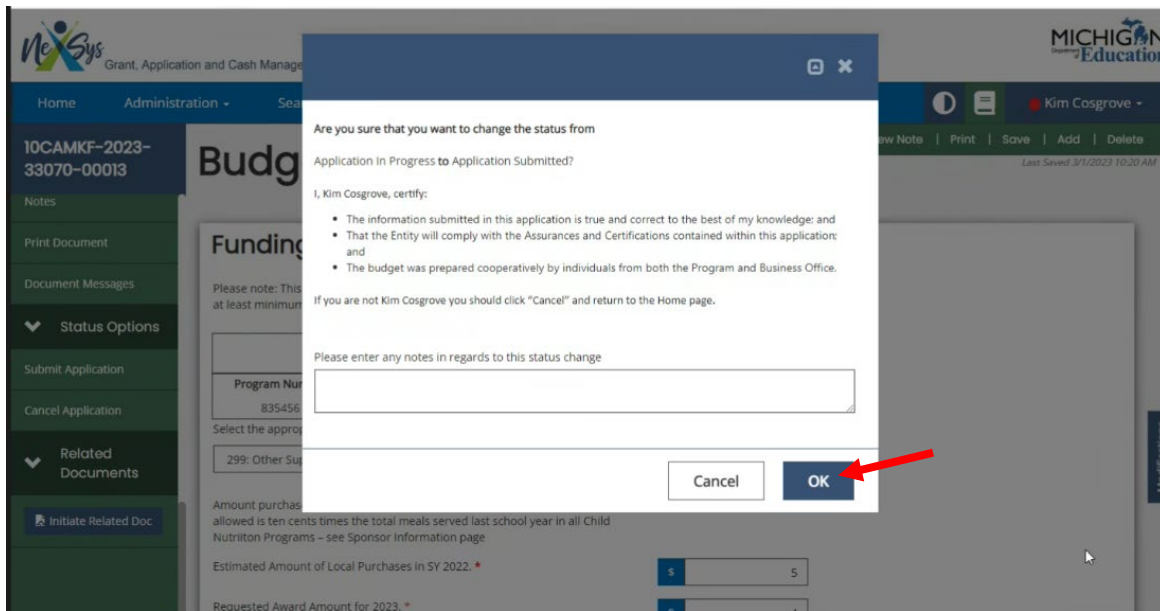 NexSys
Grant, Application and Cash Manage
MICHIGAN
Department of Education
Home Administration Sea
Kim Cosgrove
ew Note | Print | Save | Add | Delete
Last Saved 3/1/2023 10:20 AM
10CAMKF-2023-
33070-00013
Notes
Print Document
Document Messages
Status Options
Submit Application
Cancel Application
Related
Documents
Initiate Related Doc
Budg
Funding
Please note: This
at least minimum
Program Nur
835456
Select the approp
299: Other Sup
Amount purchas
allowed is ten cents times the total meals served last school year in all Child
Nutriiton Programs – see Sponsor Information page
Estimated Amount of Local Purchases in SY 2022. *
$ 5
Requested Award Amount for 2023. *
Are you sure that you want to change the status from
Application In Progress to Application Submitted?
I, Kim Cosgrove, certify:
• The information submitted in this application is true and correct to the best of my knowledge; and
• That the Entity will comply with the Assurances and Certifications contained within this application;
and
• The budget was prepared cooperatively by individuals from both the Program and Business Office.
If you are not Kim Cosgrove you should click "Cancel" and return to the Home page.
Please enter any notes in regards to this status change
Cancel
OK